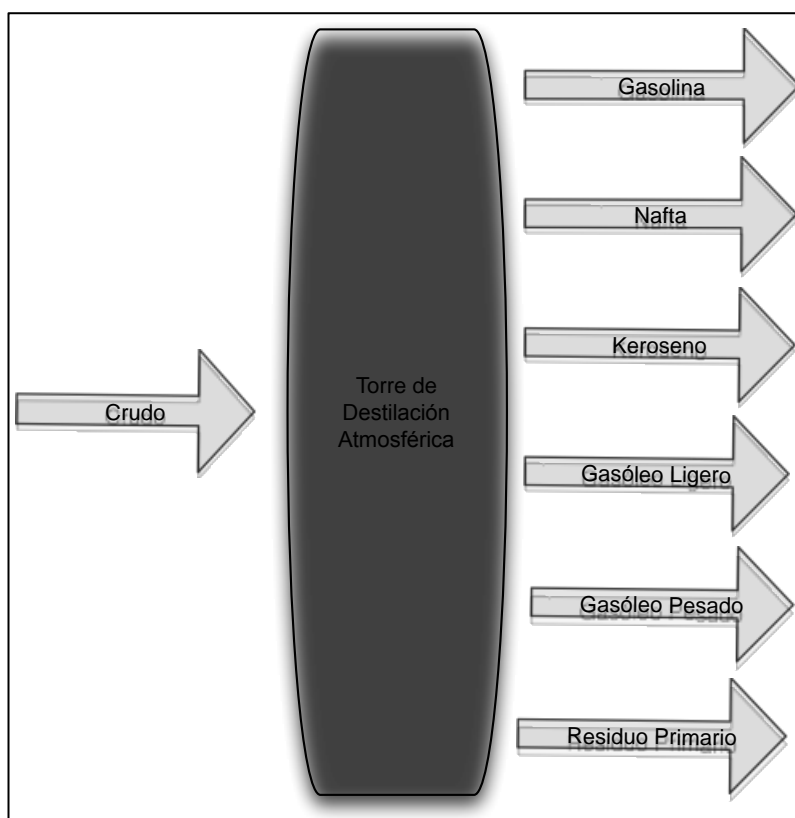 Gasolina
Nafta
Keroseno
Crudo
Torre de
Destilación
Atmosférica
Gasóleo Ligero
Gasóleo Pesado
Residuo Primario